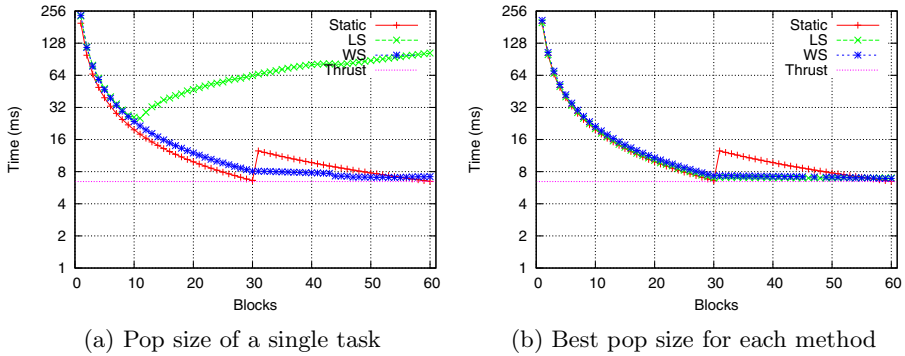 256
128
64
32
16
8
4
2
1
Time (ms)
0 10 20 30 40 50 60
Blocks
Static
LS
WS
Thrust
(a) Pop size of a single task
256
128
64
32
16
8
4
2
1
Time (ms)
0 10 20 30 40 50 60
Blocks
Static
LS
WS
Thrust
(b) Best pop size for each method